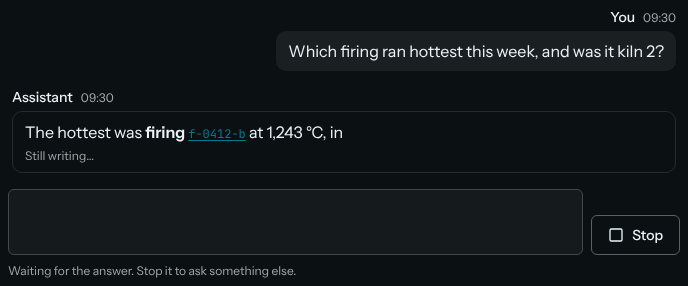 You 09:30
Which firing ran hottest this week, and was it kiln 2?
Assistant 09:30
The hottest was firing f-0412-b at 1,243 °C, in
Still writing...
Stop
Waiting for the answer. Stop it to ask something else.